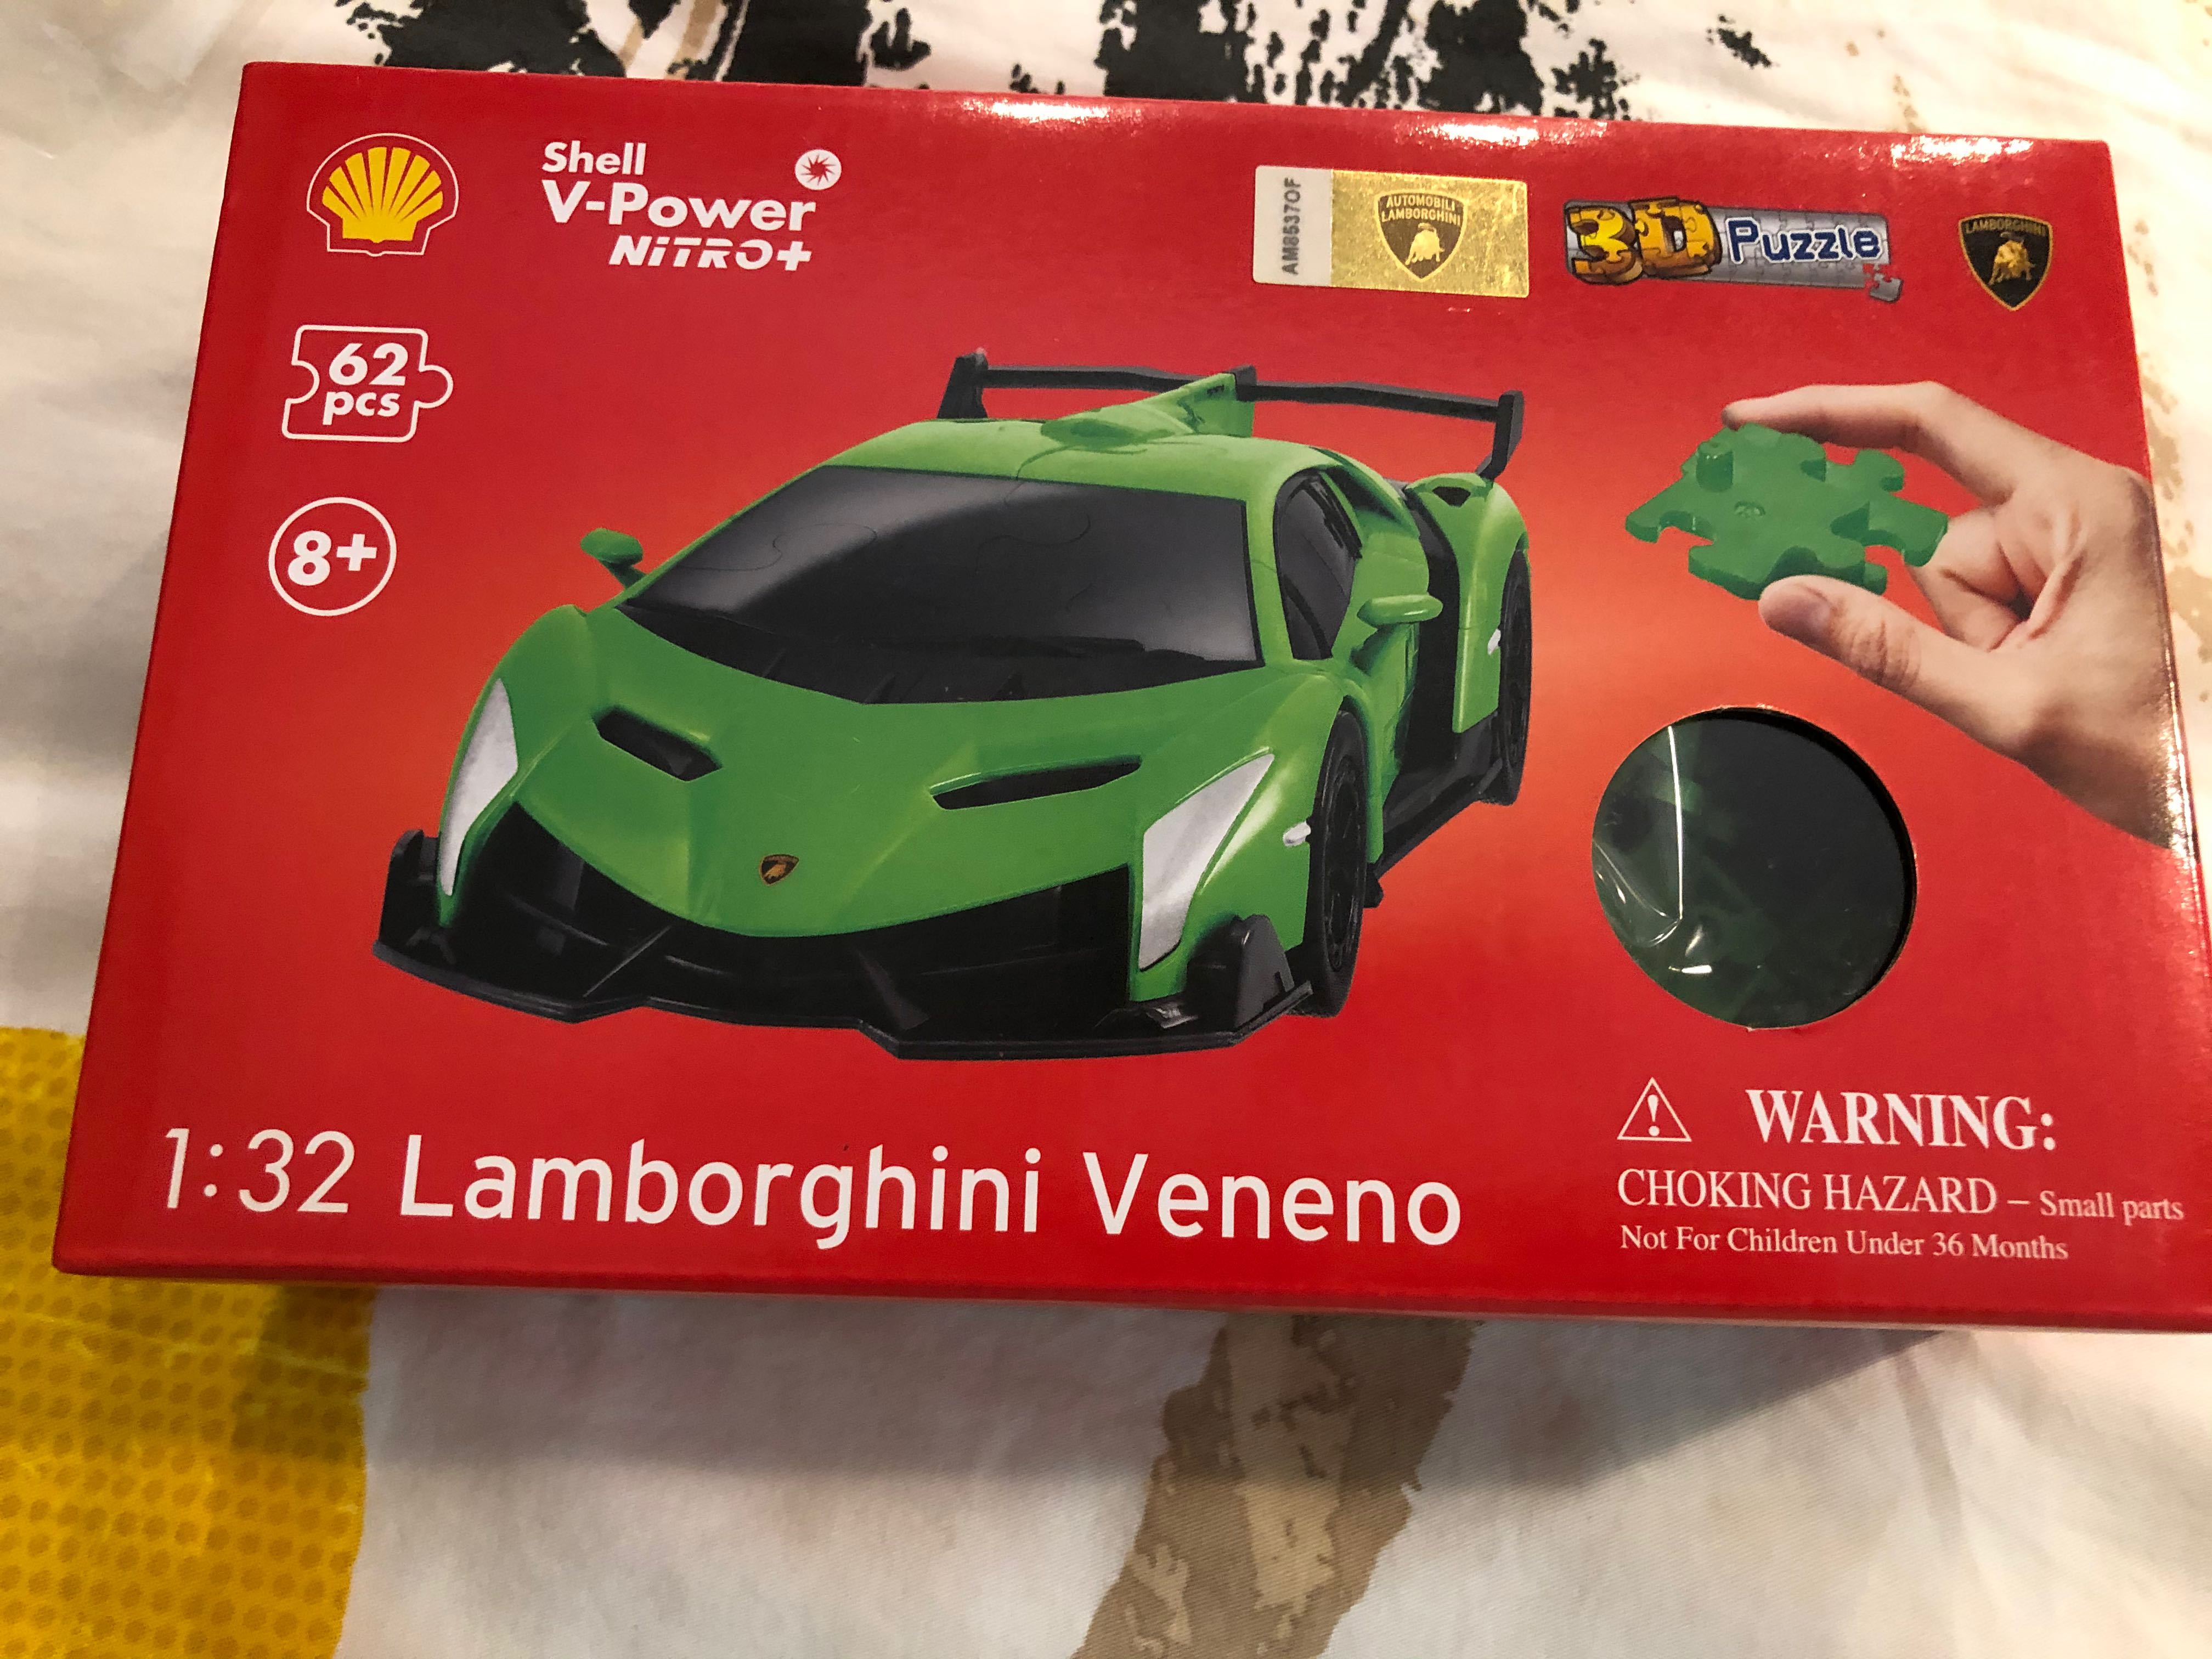 Shell
V-Power
NiTRO+
AM8537OF
AUTOMOBILI
LAMBORGHINI
3D Puzzle
LAMBORGHINI
62
pcs
8+
1:32 Lamborghini Veneno
WARNING:
CHOKING HAZARD – Small parts
Not For Children Under 36 Months